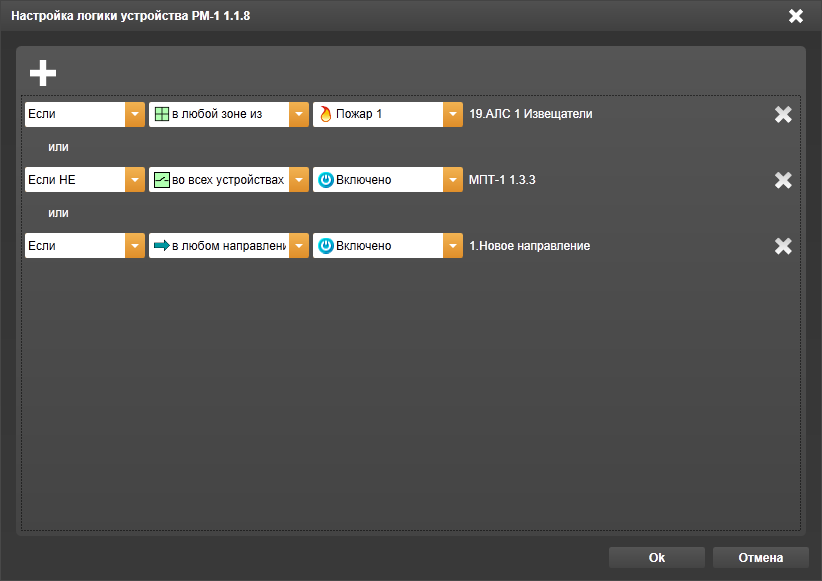 Настройка логики устройства РМ-1 1.1.8
Если в любой зоне из Пожар 1 19.АЛС 1 Извещатели
или
Если НЕ во всех устройствах Включено МПТ-1 1.3.3
или
Если в любом направлени Включено 1.Новое направление
Ok Отмена